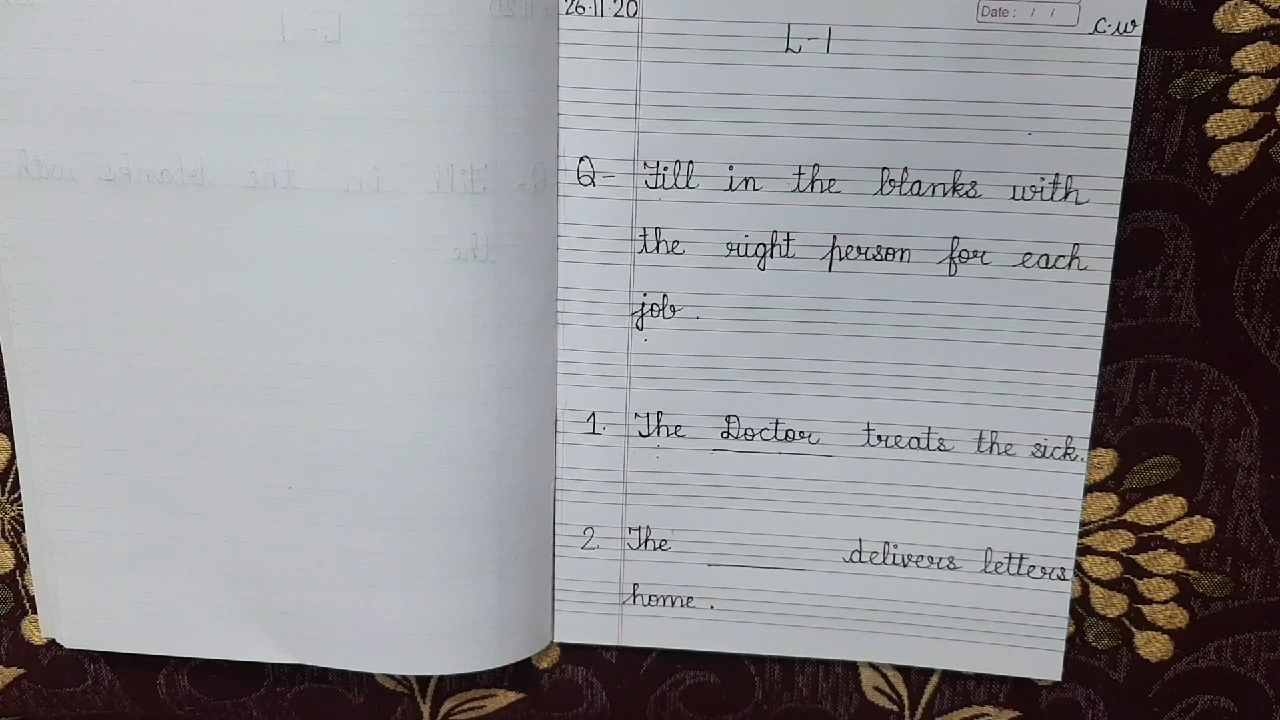 26.11.20
Date : / /
C.W
L-1
Q- Fill in the blanks with
the right person for each
job.
1. The Doctor treats the sick.
2. The ______ delivers letters
home.